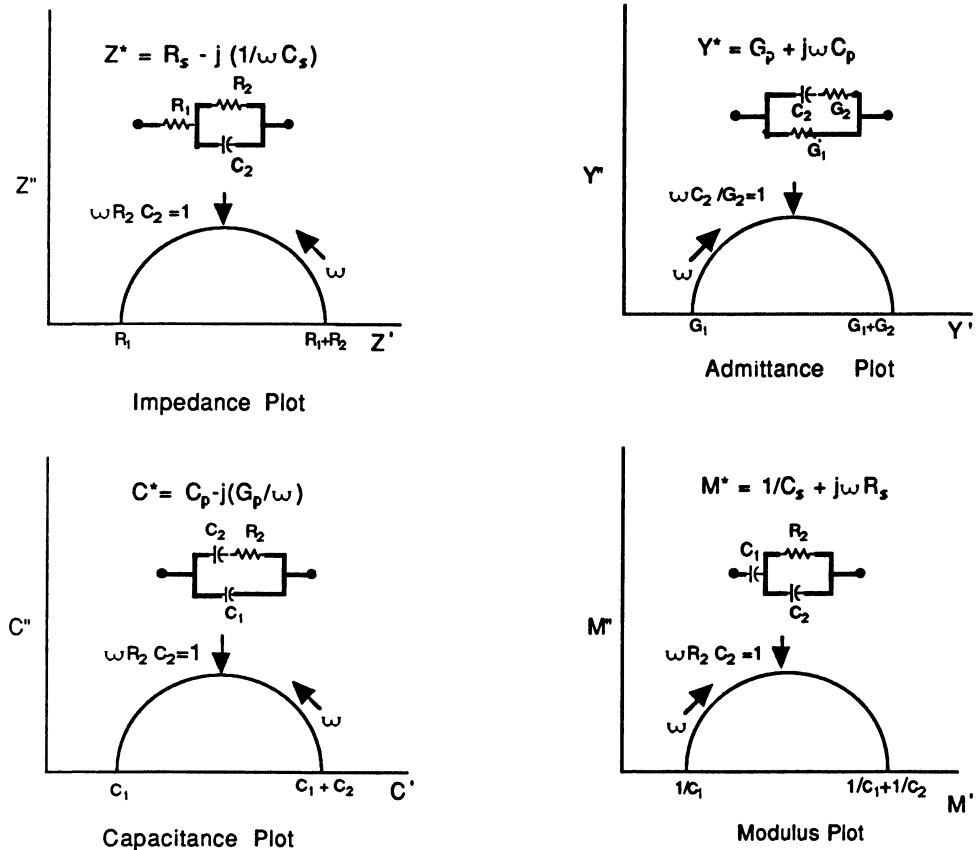 Z* = Rs - j (1/ωCs)
R2
R1
C2
Z"
ωR2 C2 =1
ω
R1
R1+R2
Z'
Impedance Plot
Y* = Gp + jωCp
C2
G2
G1
Y"
ωC2 /G2=1
ω
G1
G1+G2
Y'
Admittance Plot
C* = Cp-j(Gp/ω)
C2
R2
C1
C"
ωR2 C2=1
ω
C1
C1 + C2
C'
Capacitance Plot
M* = 1/Cs + jωRs
R2
C1
C2
M"
ωR2 C2 =1
ω
1/C1
1/C1+1/C2
M'
Modulus Plot